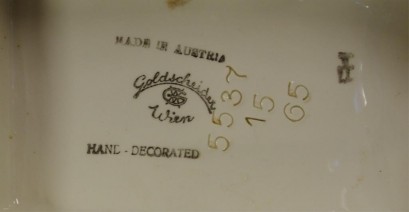 MADE IN AUSTRIA
Goldscheider
Wien
HAND-DECORATED
5537
15
65